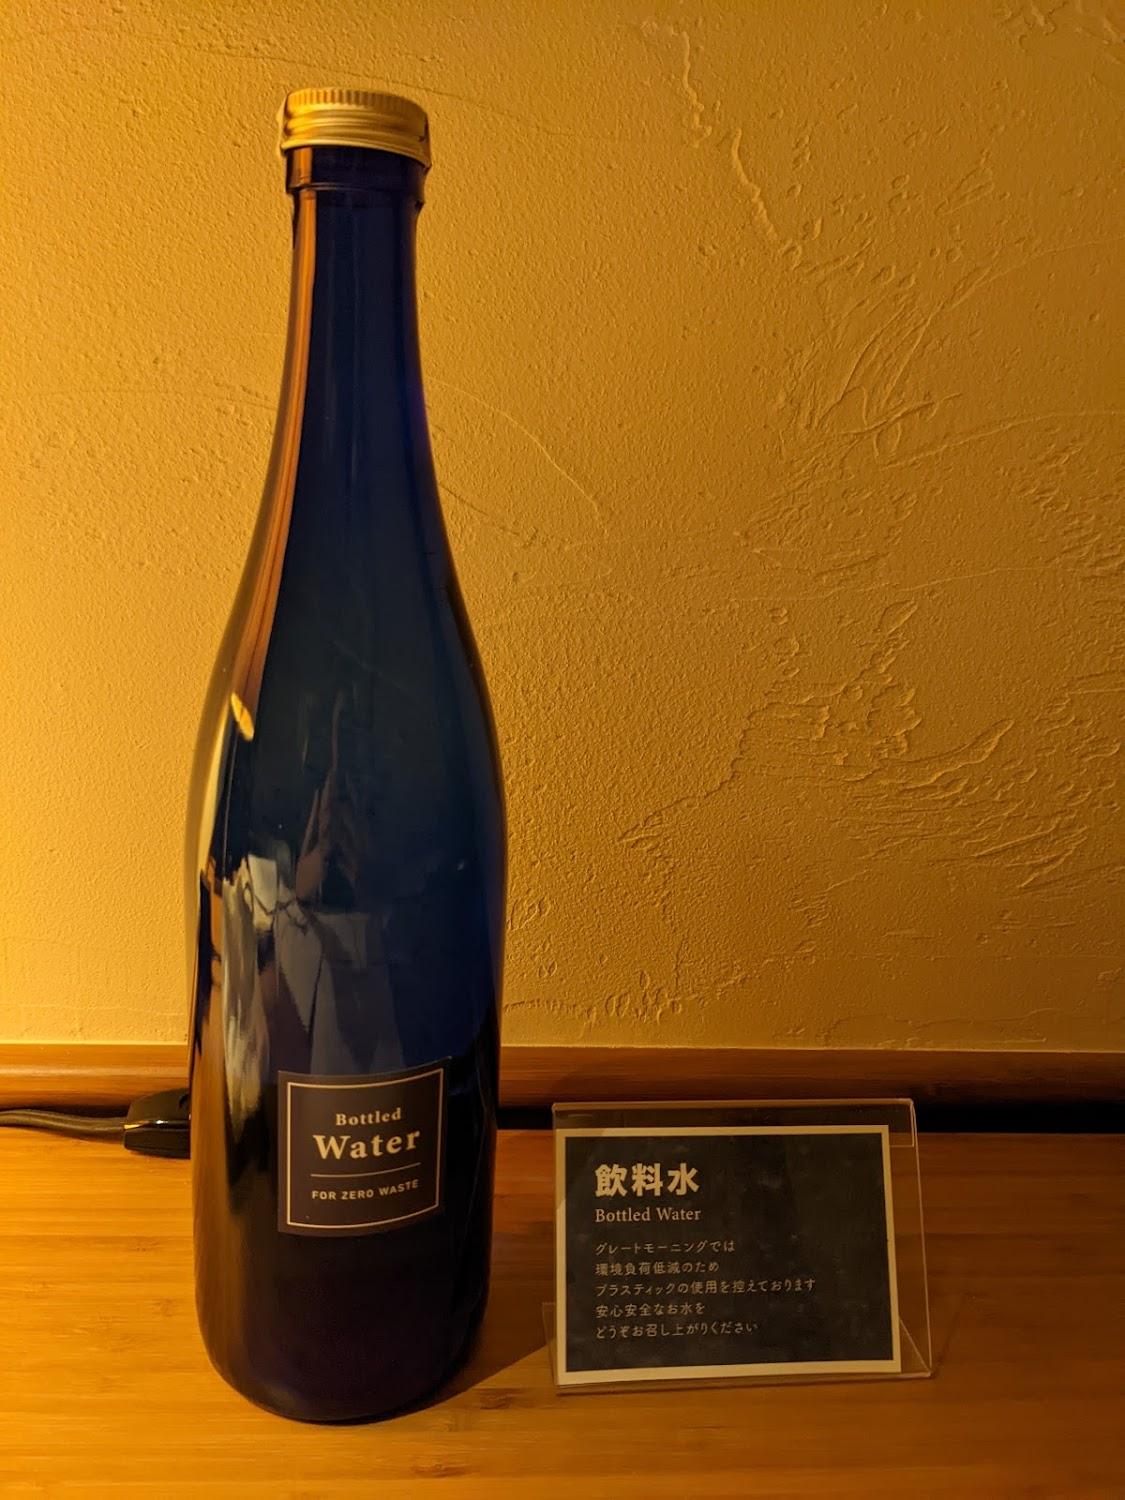 Bottled
Water
FOR ZERO WASTE
飲料水
Bottled Water
グレートモーニングでは
環境負荷低減のため
プラスティックの使用を控えております
安心安全なお水を
どうぞお召し上がりください